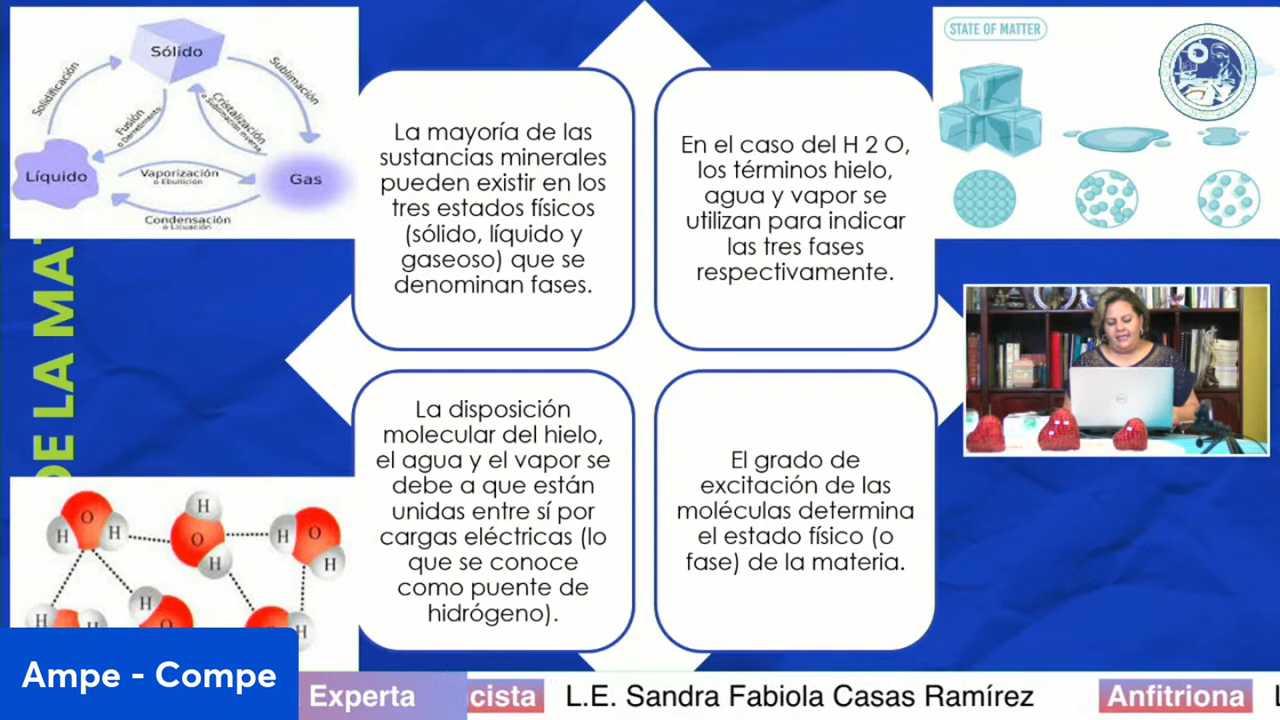 Sólido
Solidificación
Sublimación
Fusión
o Derretimiento
Cristalización
o Sublimación inversa
Líquido
Vaporización
o Ebullición
Gas
Condensación
o Licuación
DE LA MA
La mayoría de las
sustancias minerales
pueden existir en los
tres estados físicos
(sólido, líquido y
gaseoso) que se
denominan fases.
En el caso del H 2 O,
los términos hielo,
agua y vapor se
utilizan para indicar
las tres fases
respectivamente.
STATE OF MATTER
La disposición
molecular del hielo,
el agua y el vapor se
debe a que están
unidas entre sí por
cargas eléctricas (lo
que se conoce
como puente de
hidrógeno).
El grado de
excitación de las
moléculas determina
el estado físico (o
fase) de la materia.
H O H
H O H
H O H
H H
H O
H
Ampe - Compe
Experta
cista
L.E. Sandra Fabiola Casas Ramírez
Anfitriona
L